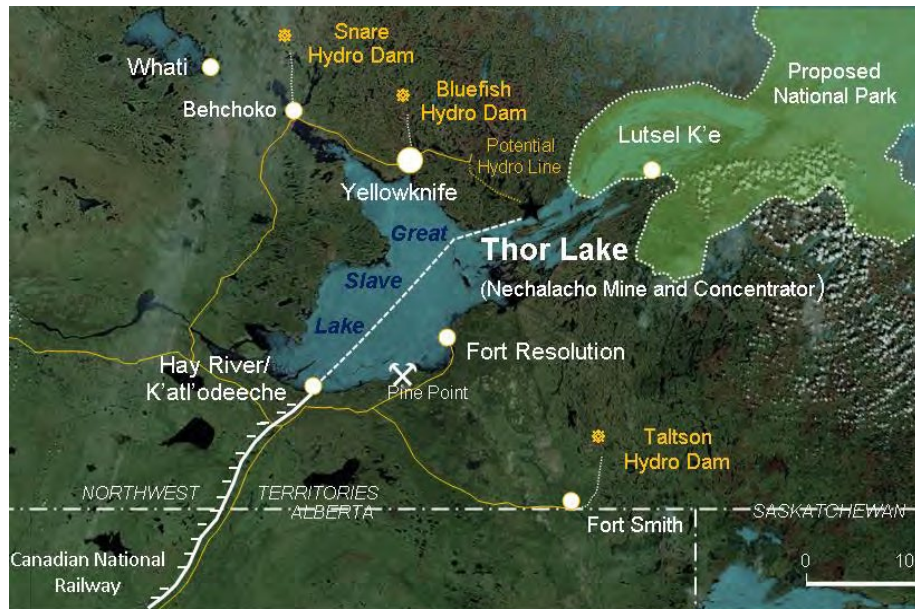 Snare
Hydro Dam
Whati
Bluefish
Hydro Dam
Proposed
National Park
Behchoko
Lutsel K'e
Potential
Hydro Line
Yellowknife
Great
Slave
Lake
Thor Lake
(Nechalacho Mine and Concentrator)
Fort Resolution
Hay River/
K'atl'odeeche
Pine Point
Taltson
Hydro Dam
NORTHWEST TERRITORIES
ALBERTA
SASKATCHEWAN
Fort Smith
Canadian National
Railway
0 10